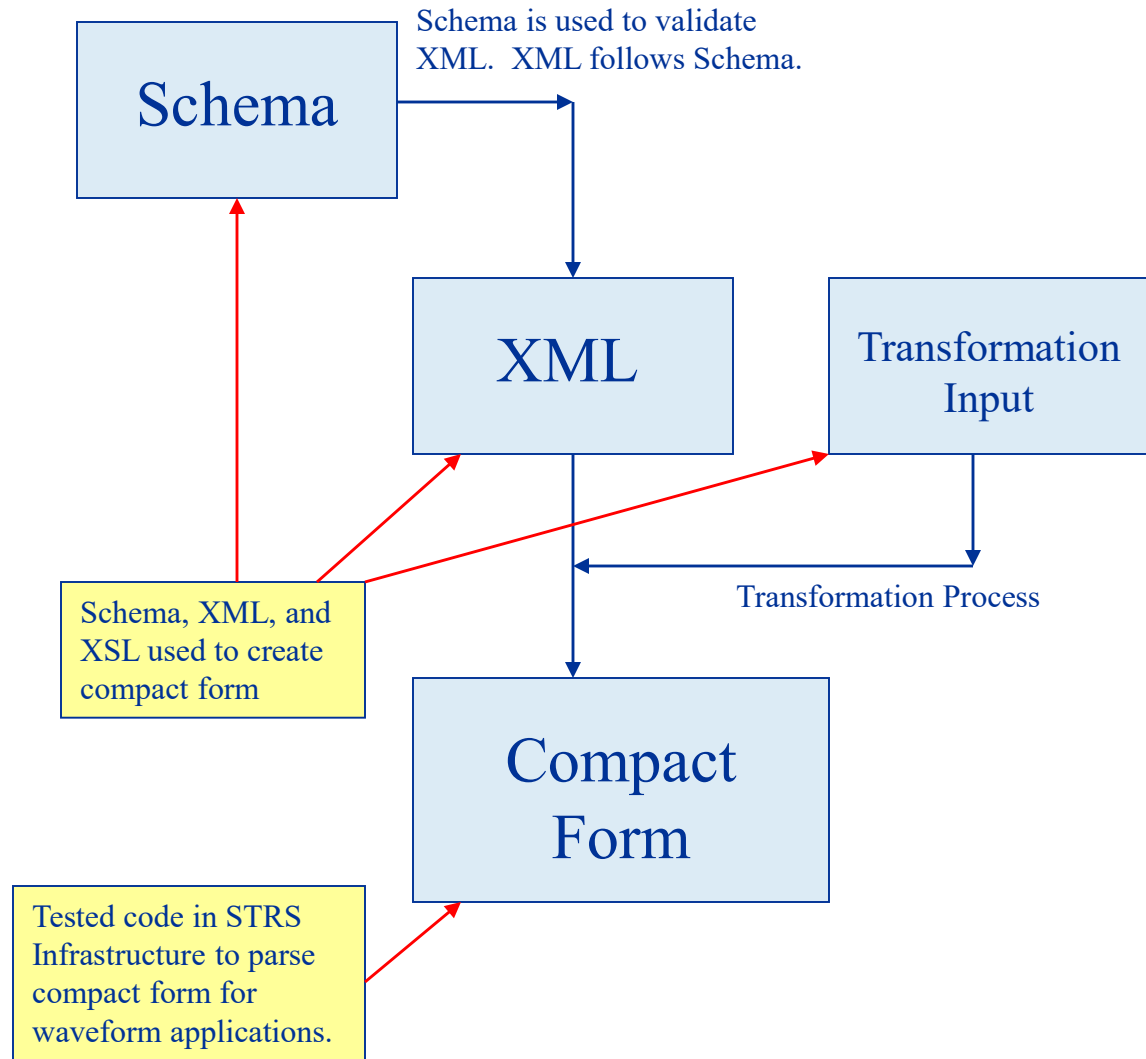 Schema is used to validate
XML.  XML follows Schema.
Schema
XML
Transformation
Input
Transformation Process
Schema, XML, and
XSL used to create
compact form
Compact
Form
Tested code in STRS
Infrastructure to parse
compact form for
waveform applications.